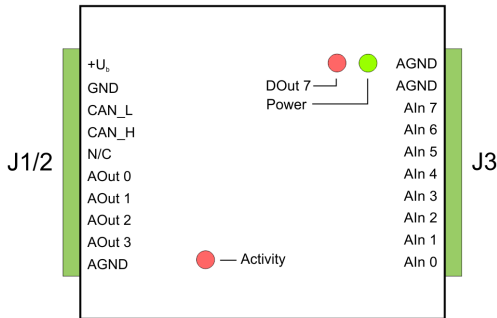 J1/2
+Ub
GND
CAN_L
CAN_H
N/C
AOut 0
AOut 1
AOut 2
AOut 3
AGND
DOut 7
Power
Activity
AGND
AGND
AIn 7
AIn 6
AIn 5
AIn 4
AIn 3
AIn 2
AIn 1
AIn 0
J3